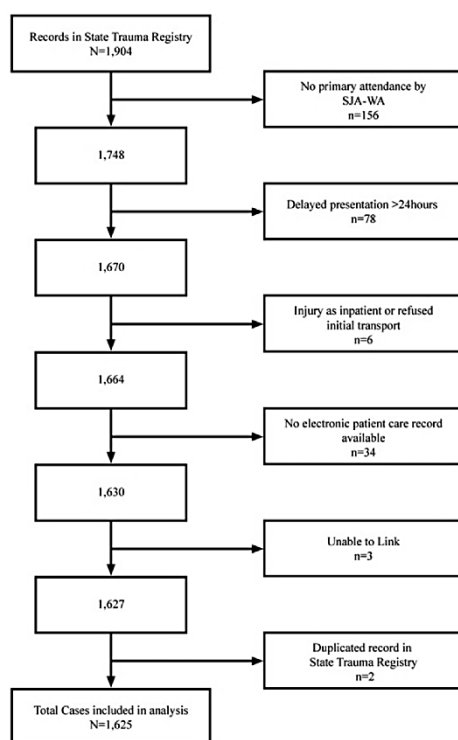 Records in State Trauma Registry
N=1,904
No primary attendance by
SJA-WA
n=156
1,748
Delayed presentation >24hours
n=78
1,670
Injury as inpatient or refused
initial transport
n=6
1,664
No electronic patient care record
available
n=34
1,630
Unable to Link
n=3
1,627
Duplicated record in
State Trauma Registry
n=2
Total Cases included in analysis
N=1,625